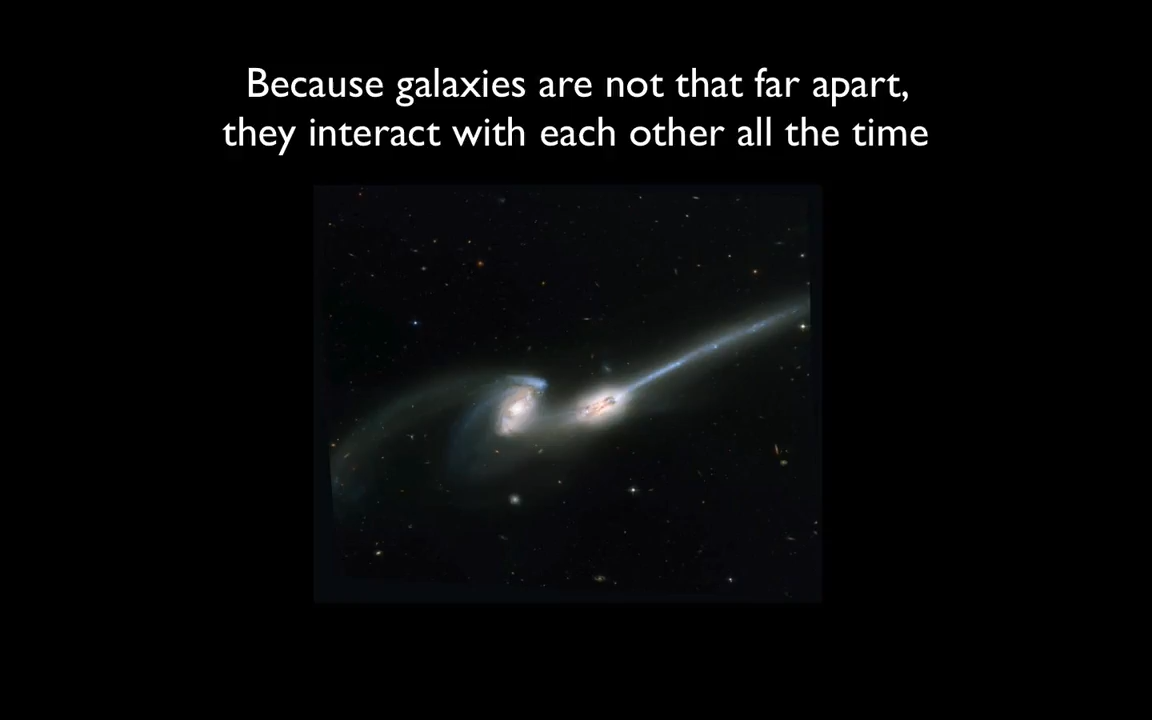 Because galaxies are not that far apart,
they interact with each other all the time